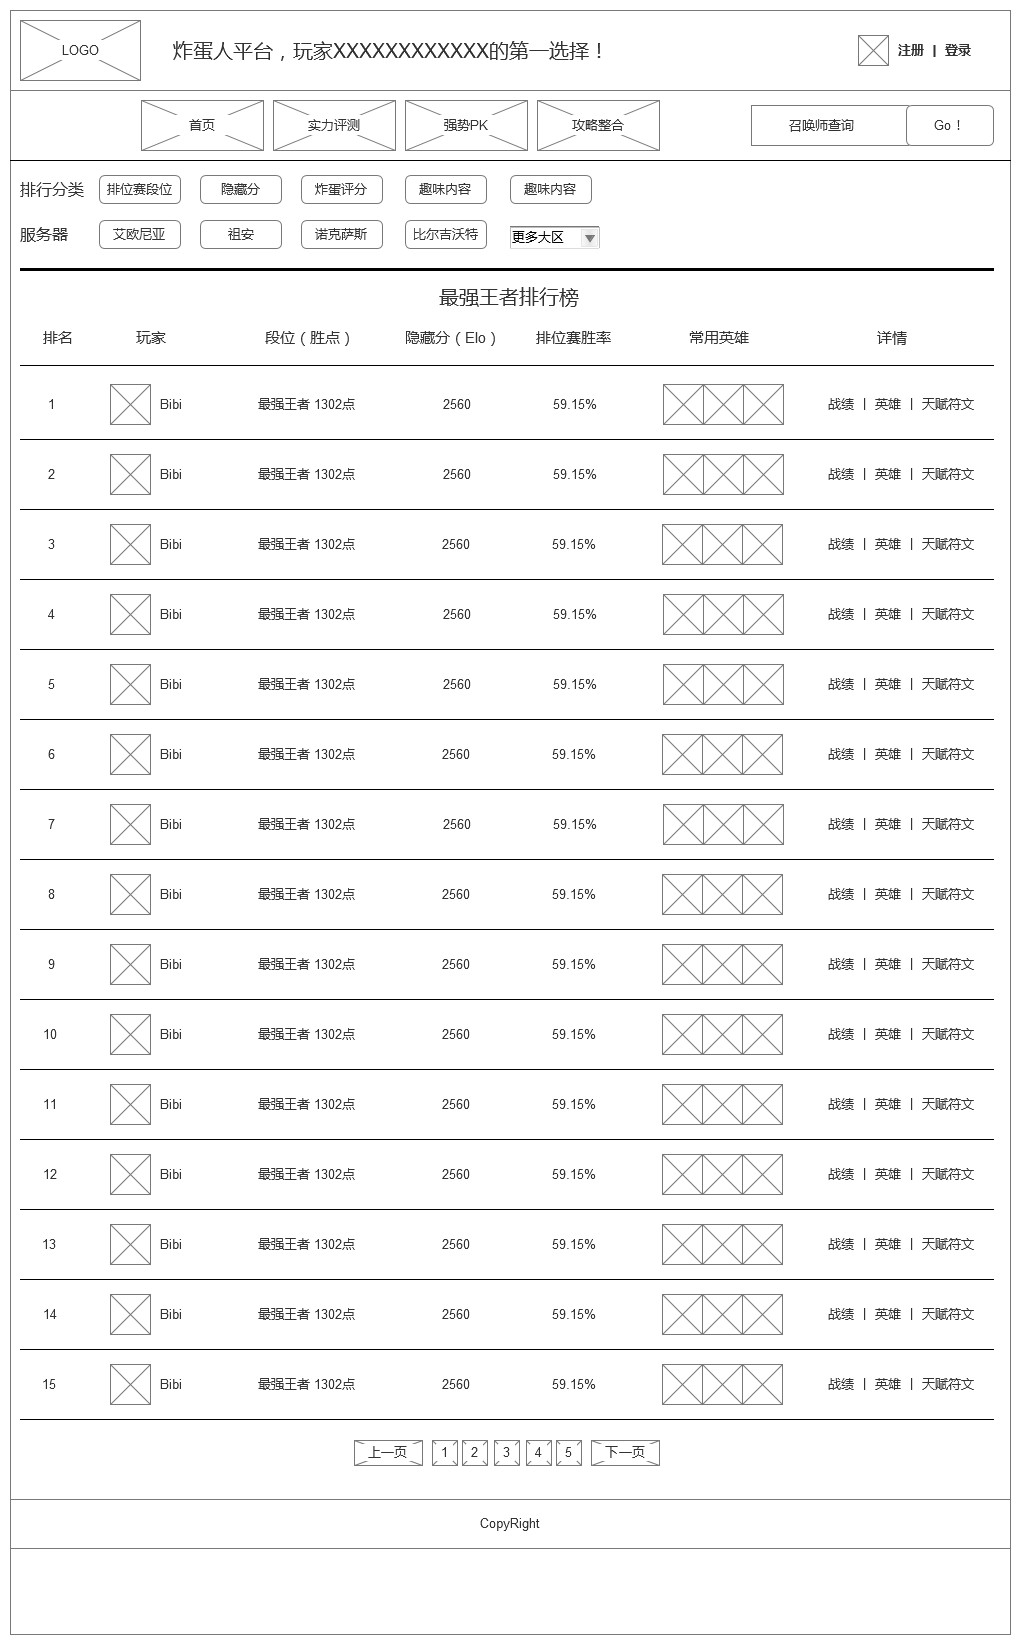 LOGO 炸蛋人平台，玩家XXXXXXXXXXXX的第一选择！ 注册 | 登录
首页 实力评测 强势PK 攻略整合 召唤师查询 Go！
排行分类 排位赛段位 隐藏分 炸蛋评分 趣味内容 趣味内容
服务器 艾欧尼亚 祖安 诺克萨斯 比尔吉沃特 更多大区
最强王者排行榜
排名 玩家 段位（胜点） 隐藏分（Elo） 排位赛胜率 常用英雄 详情
1 Bibi 最强王者 1302点 2560 59.15% 战绩 | 英雄 | 天赋符文
2 Bibi 最强王者 1302点 2560 59.15% 战绩 | 英雄 | 天赋符文
3 Bibi 最强王者 1302点 2560 59.15% 战绩 | 英雄 | 天赋符文
4 Bibi 最强王者 1302点 2560 59.15% 战绩 | 英雄 | 天赋符文
5 Bibi 最强王者 1302点 2560 59.15% 战绩 | 英雄 | 天赋符文
6 Bibi 最强王者 1302点 2560 59.15% 战绩 | 英雄 | 天赋符文
7 Bibi 最强王者 1302点 2560 59.15% 战绩 | 英雄 | 天赋符文
8 Bibi 最强王者 1302点 2560 59.15% 战绩 | 英雄 | 天赋符文
9 Bibi 最强王者 1302点 2560 59.15% 战绩 | 英雄 | 天赋符文
10 Bibi 最强王者 1302点 2560 59.15% 战绩 | 英雄 | 天赋符文
11 Bibi 最强王者 1302点 2560 59.15% 战绩 | 英雄 | 天赋符文
12 Bibi 最强王者 1302点 2560 59.15% 战绩 | 英雄 | 天赋符文
13 Bibi 最强王者 1302点 2560 59.15% 战绩 | 英雄 | 天赋符文
14 Bibi 最强王者 1302点 2560 59.15% 战绩 | 英雄 | 天赋符文
15 Bibi 最强王者 1302点 2560 59.15% 战绩 | 英雄 | 天赋符文
上一页 1 2 3 4 5 下一页
CopyRight